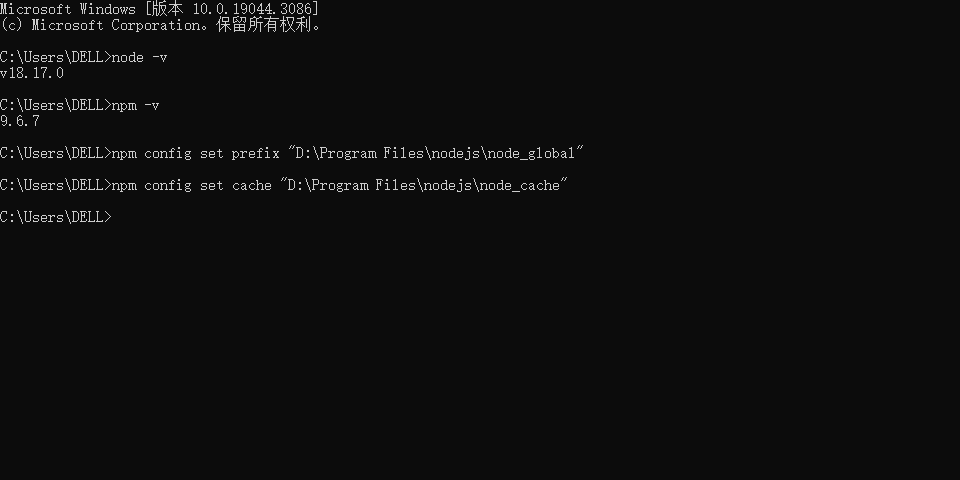 Microsoft Windows [版本 10.0.19044.3086]
(c) Microsoft Corporation。保留所有权利。
C:\Users\DELL>node -v
v18.17.0
C:\Users\DELL>npm -v
9.6.7
C:\Users\DELL>npm config set prefix "D:\Program Files\nodejs\node_global"
C:\Users\DELL>npm config set cache "D:\Program Files\nodejs\node_cache"
C:\Users\DELL>